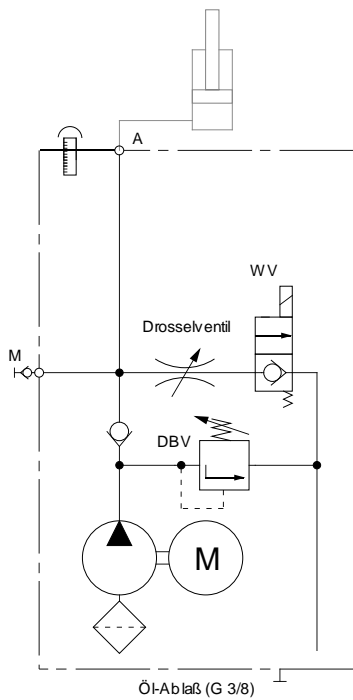 A
WV
Drosselventil
M
DBV
M
Öl-Ablaß (G 3/8)